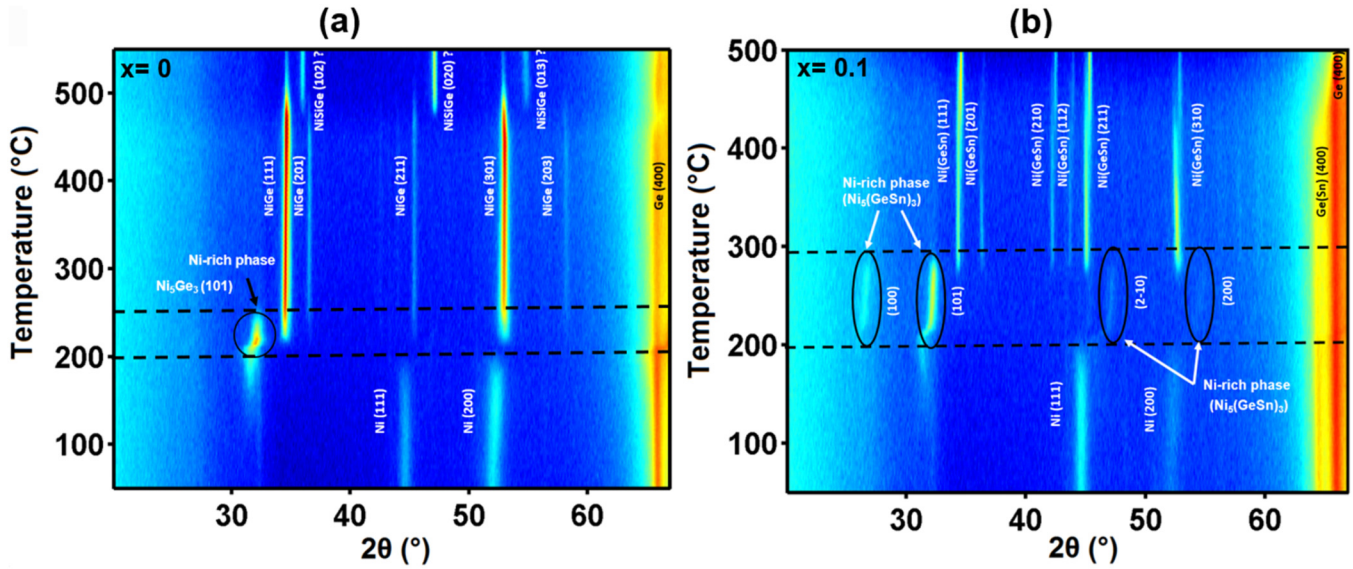 (a)
x= 0
NiSiGe (102) ?
NiSiGe (020) ?
NiSiGe (013) ?
NiGe (111)
NiGe (201)
NiGe (211)
NiGe (301)
NiGe (203)
Ge (400)
Ni-rich phase
Ni₅Ge₃ (101)
Ni (111)
Ni (200)
500
400
300
200
100
Temperature (°C)
30
40
50
60
2θ (°)
(b)
x= 0.1
Ni(GeSn) (111)
Ni(GeSn) (201)
Ni(GeSn) (210)
Ni(GeSn) (112)
Ni(GeSn) (211)
Ni(GeSn) (310)
Ge(Sn) (400)
Ge (400)
Ni-rich phase
(Ni₅(GeSn)₃)
(100)
(101)
(2-10)
(200)
Ni-rich phase
(Ni₅(GeSn)₃)
Ni (111)
Ni (200)
500
400
300
200
100
Temperature (°C)
30
40
50
60
2θ (°)